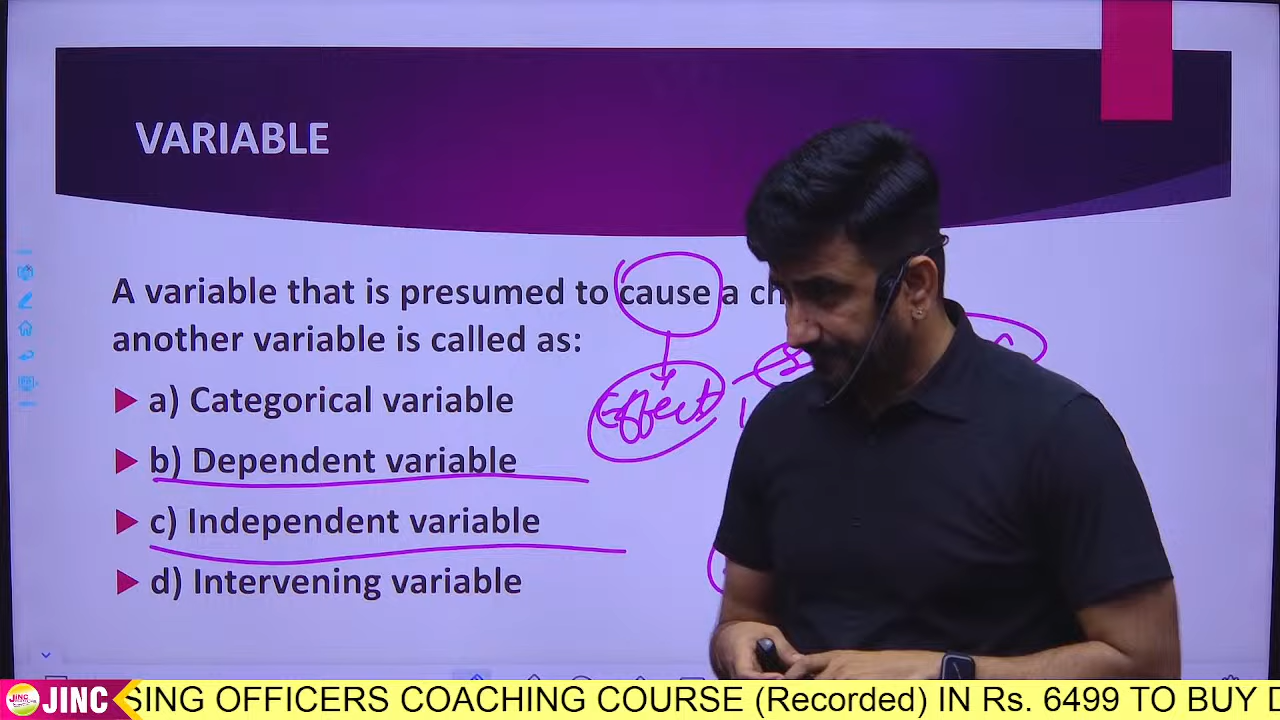 VARIABLE
A variable that is presumed to cause a ch
another variable is called as:
a) Categorical variable
Effect
b) Dependent variable
c) Independent variable
d) Intervening variable
JINC SING OFFICERS COACHING COURSE (Recorded) IN Rs. 6499 TO BUY D